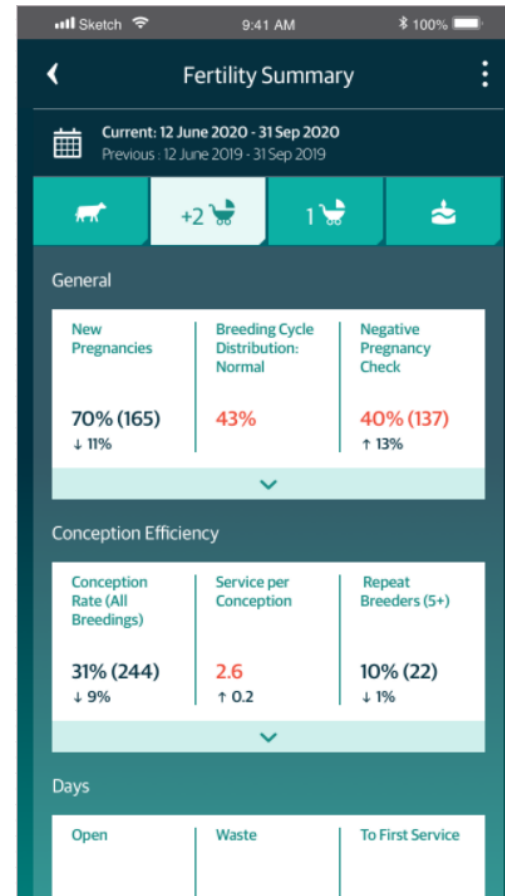 Sketch 9:41 AM 100%
Fertility Summary
Current: 12 June 2020 - 31 Sep 2020
Previous : 12 June 2019 - 31 Sep 2019
+2 1
General
New Pregnancies
70% (165)
↓ 11%
Breeding Cycle Distribution: Normal
43%
Negative Pregnancy Check
40% (137)
↑ 13%
Conception Efficiency
Conception Rate (All Breedings)
31% (244)
↓ 9%
Service per Conception
2.6
↑ 0.2
Repeat Breeders (5+)
10% (22)
↓ 1%
Days
Open
Waste
To First Service